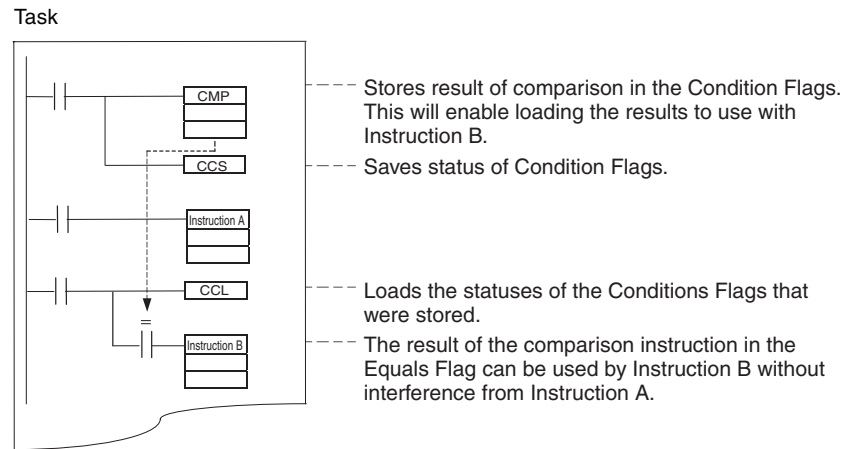 Task
CMP
Stores result of comparison in the Condition Flags.
This will enable loading the results to use with
Instruction B.
CCS
Saves status of Condition Flags.
Instruction A
CCL
Loads the statuses of the Conditions Flags that
were stored.
=
Instruction B
The result of the comparison instruction in the
Equals Flag can be used by Instruction B without
interference from Instruction A.